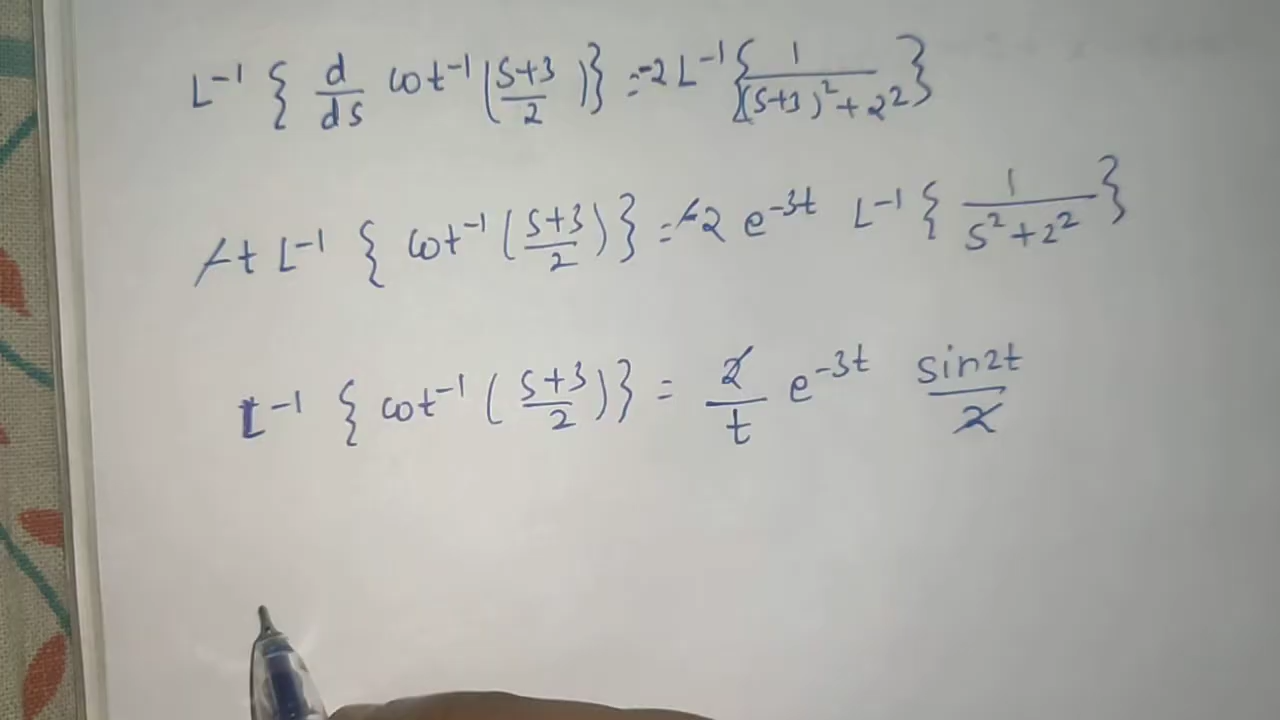 L⁻¹ { d/ds cot⁻¹ (s+3/2) } = -2 L⁻¹ { 1/(s+3)² + 2² }
-t L⁻¹ { cot⁻¹ (s+3/2) } = -2 e⁻³ᵗ L⁻¹ { 1/s² + 2² }
L⁻¹ { cot⁻¹ (s+3/2) } = 2/t e⁻³ᵗ sin2t/2